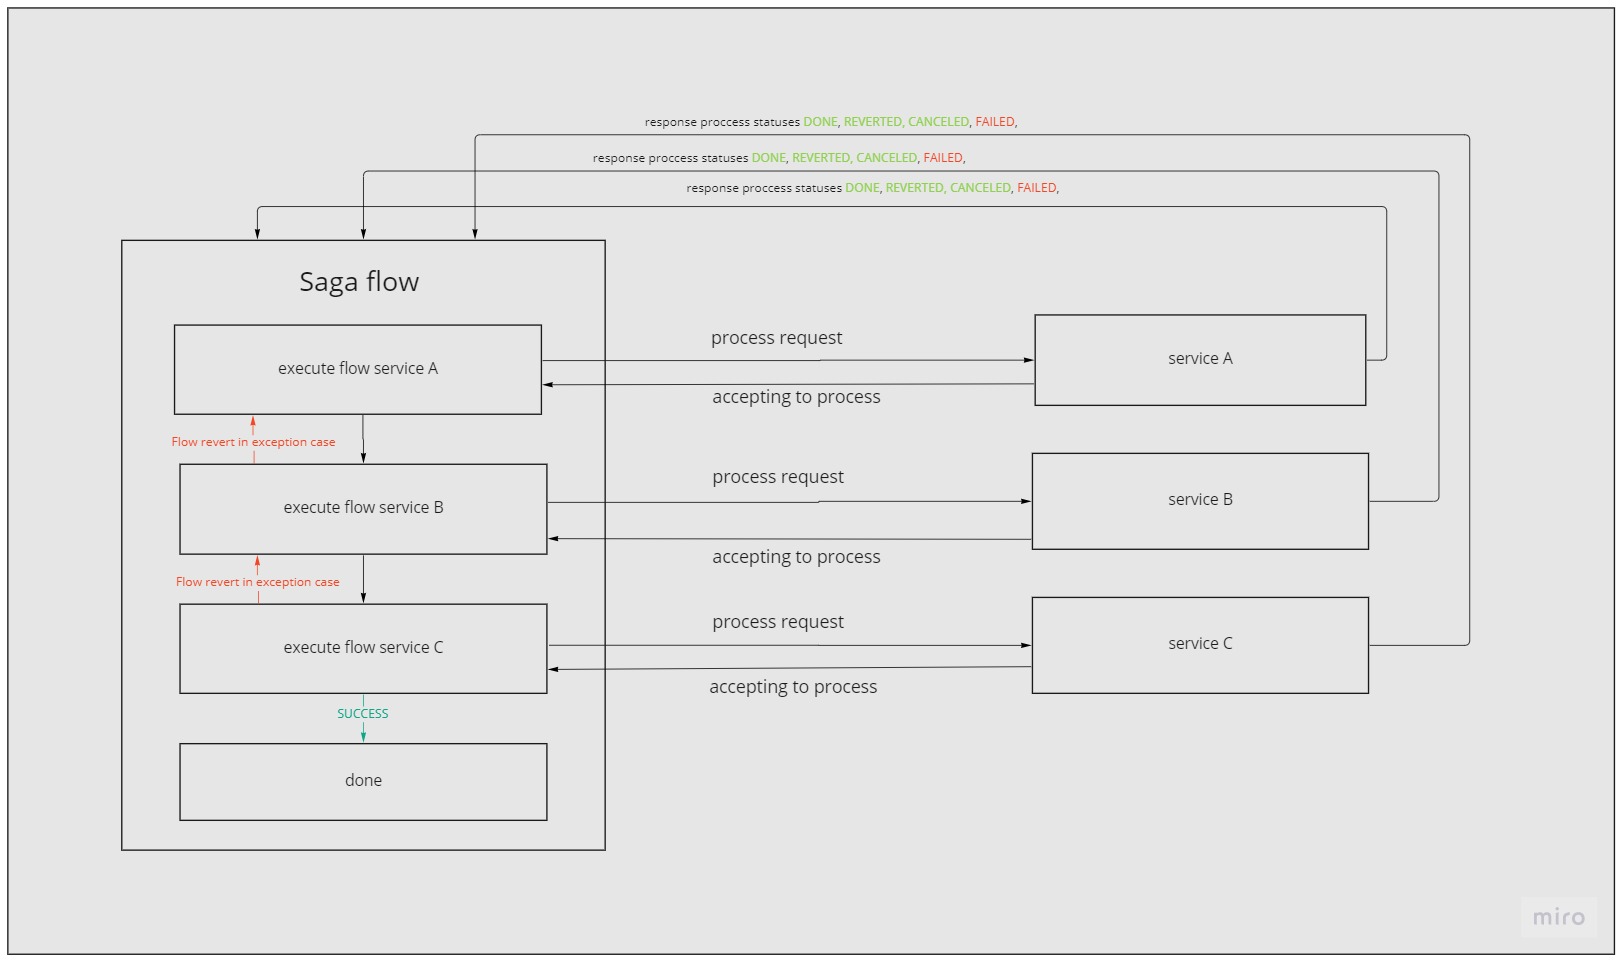 response proccess statuses DONE, REVERTED, CANCELED, FAILED,
response proccess statuses DONE, REVERTED, CANCELED, FAILED,
response proccess statuses DONE, REVERTED, CANCELED, FAILED,
Saga flow
execute flow service A
process request
accepting to process
service A
Flow revert in exception case
execute flow service B
process request
accepting to process
service B
Flow revert in exception case
execute flow service C
process request
accepting to process
service C
SUCCESS
done
miro